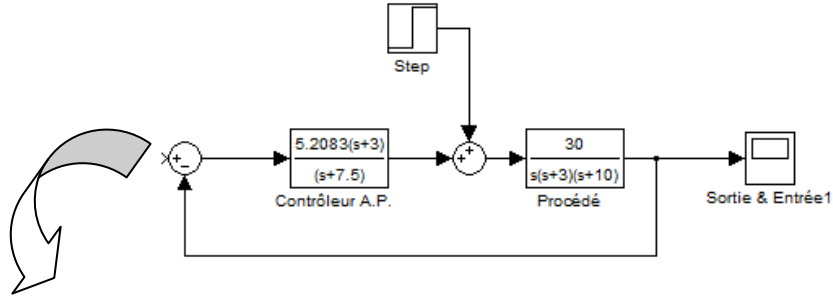 Step
5.2083(s+3)
(s+7.5)
Contrôleur A.P.
30
s(s+3)(s+10)
Procédé
Sortie & Entrée1